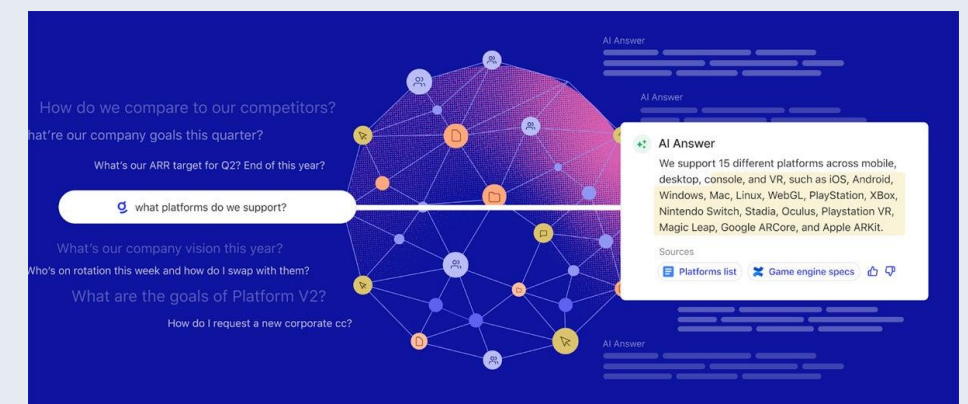 How do we compare to our competitors?
hat're our company goals this quarter?
What's our ARR target for Q2? End of this year?
what platforms do we support?
What's our company vision this year?
Who's on rotation this week and how do I swap with them?
What are the goals of Platform V2?
How do I request a new corporate cc?
AI Answer
AI Answer
AI Answer
We support 15 different platforms across mobile,
desktop, console, and VR, such as iOS, Android,
Windows, Mac, Linux, WebGL, PlayStation, XBox,
Nintendo Switch, Stadia, Oculus, Playstation VR,
Magic Leap, Google ARCore, and Apple ARKit.
Sources
Platforms list
Game engine specs
AI Answer